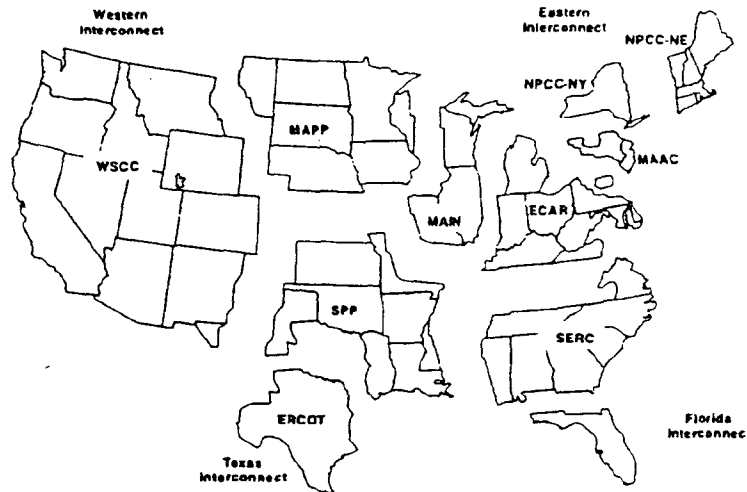 Western
Interconnect
Eastern
Interconnect
NPCC-NE
NPCC-NY
MAPP
WSCC
MAAC
MAIN
ECAR
SPP
SERC
ERCOT
Florida
Interconnec
Texas
Interconnect